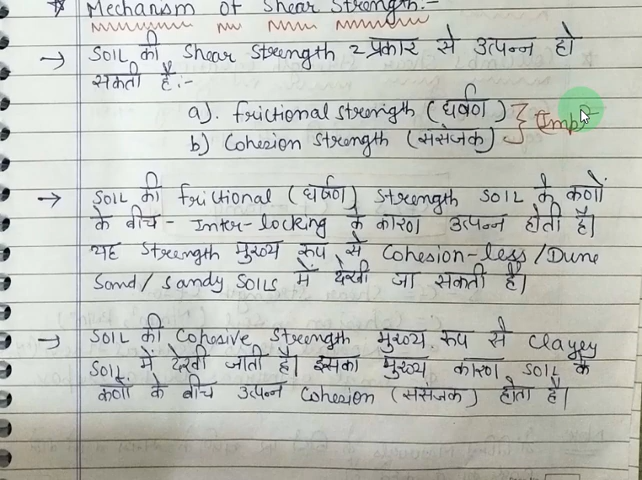 * Mechanism of Shear Strength:-
→ SOIL की Shear Strength 2 प्रकार से उत्पन्न हो
सकती है:-
a). Frictional Strength (घर्षण) } Imp
b) Cohesion Strength (संसंजक)
→ SOIL की frictional (घर्षण) Strength SOIL के कणों
के बीच - Inter-locking के कारण उत्पन्न होती है।
यह Strength मुख्य रूप से Cohesion-less/Dune
Sand/Sandy SOILS में देखी जा सकती है।
→ SOIL की Cohesive Strength मुख्य रूप से Clayey
SOIL में देखी जाती है। इसका मुख्य कारण SOIL के
कणों के बीच उत्पन्न Cohesion (संसंजक) होता है।